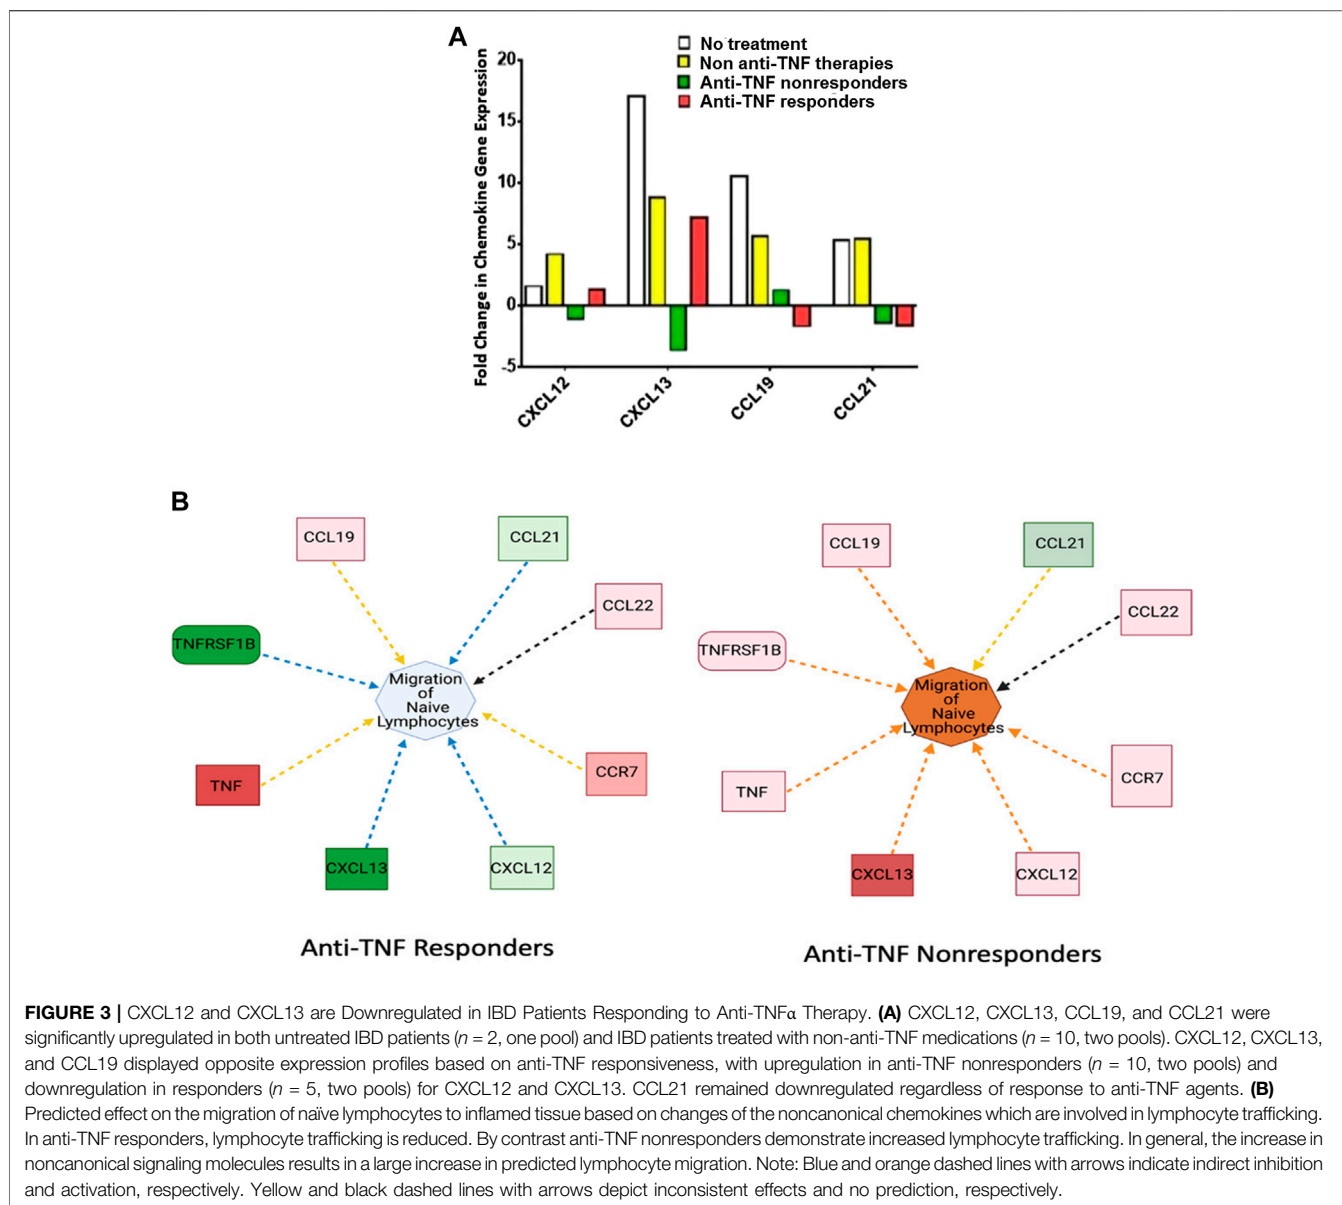 A
No treatment
Non anti-TNF therapies
Anti-TNF nonresponders
Anti-TNF responders
Fold Change in Chemokine Gene Expression
20
15
10
5
0
-5
CXCL12
CXCL13
CCL19
CCL21
B
CCL19
CCL21
CCL22
TNFRSF1B
Migration
of
Naive
Lymphocytes
TNF
CCR7
CXCL13
CXCL12
Anti-TNF Responders
CCL19
CCL21
CCL22
TNFRSF1B
Migration
of
Naive
Lymphocytes
TNF
CCR7
CXCL13
CXCL12
Anti-TNF Nonresponders
FIGURE 3 | CXCL12 and CXCL13 are Downregulated in IBD Patients Responding to Anti-TNFα Therapy. (A) CXCL12, CXCL13, CCL19, and CCL21 were
significantly upregulated in both untreated IBD patients (n = 2, one pool) and IBD patients treated with non-anti-TNF medications (n = 10, two pools). CXCL12, CXCL13,
and CCL19 displayed opposite expression profiles based on anti-TNF responsiveness, with upregulation in anti-TNF nonresponders (n = 10, two pools) and
downregulation in responders (n = 5, two pools) for CXCL12 and CXCL13. CCL21 remained downregulated regardless of response to anti-TNF agents. (B)
Predicted effect on the migration of naïve lymphocytes to inflamed tissue based on changes of the noncanonical chemokines which are involved in lymphocyte trafficking.
In anti-TNF responders, lymphocyte trafficking is reduced. By contrast anti-TNF nonresponders demonstrate increased lymphocyte trafficking. In general, the increase in
noncanonical signaling molecules results in a large increase in predicted lymphocyte migration. Note: Blue and orange dashed lines with arrows indicate indirect inhibition
and activation, respectively. Yellow and black dashed lines with arrows depict inconsistent effects and no prediction, respectively.